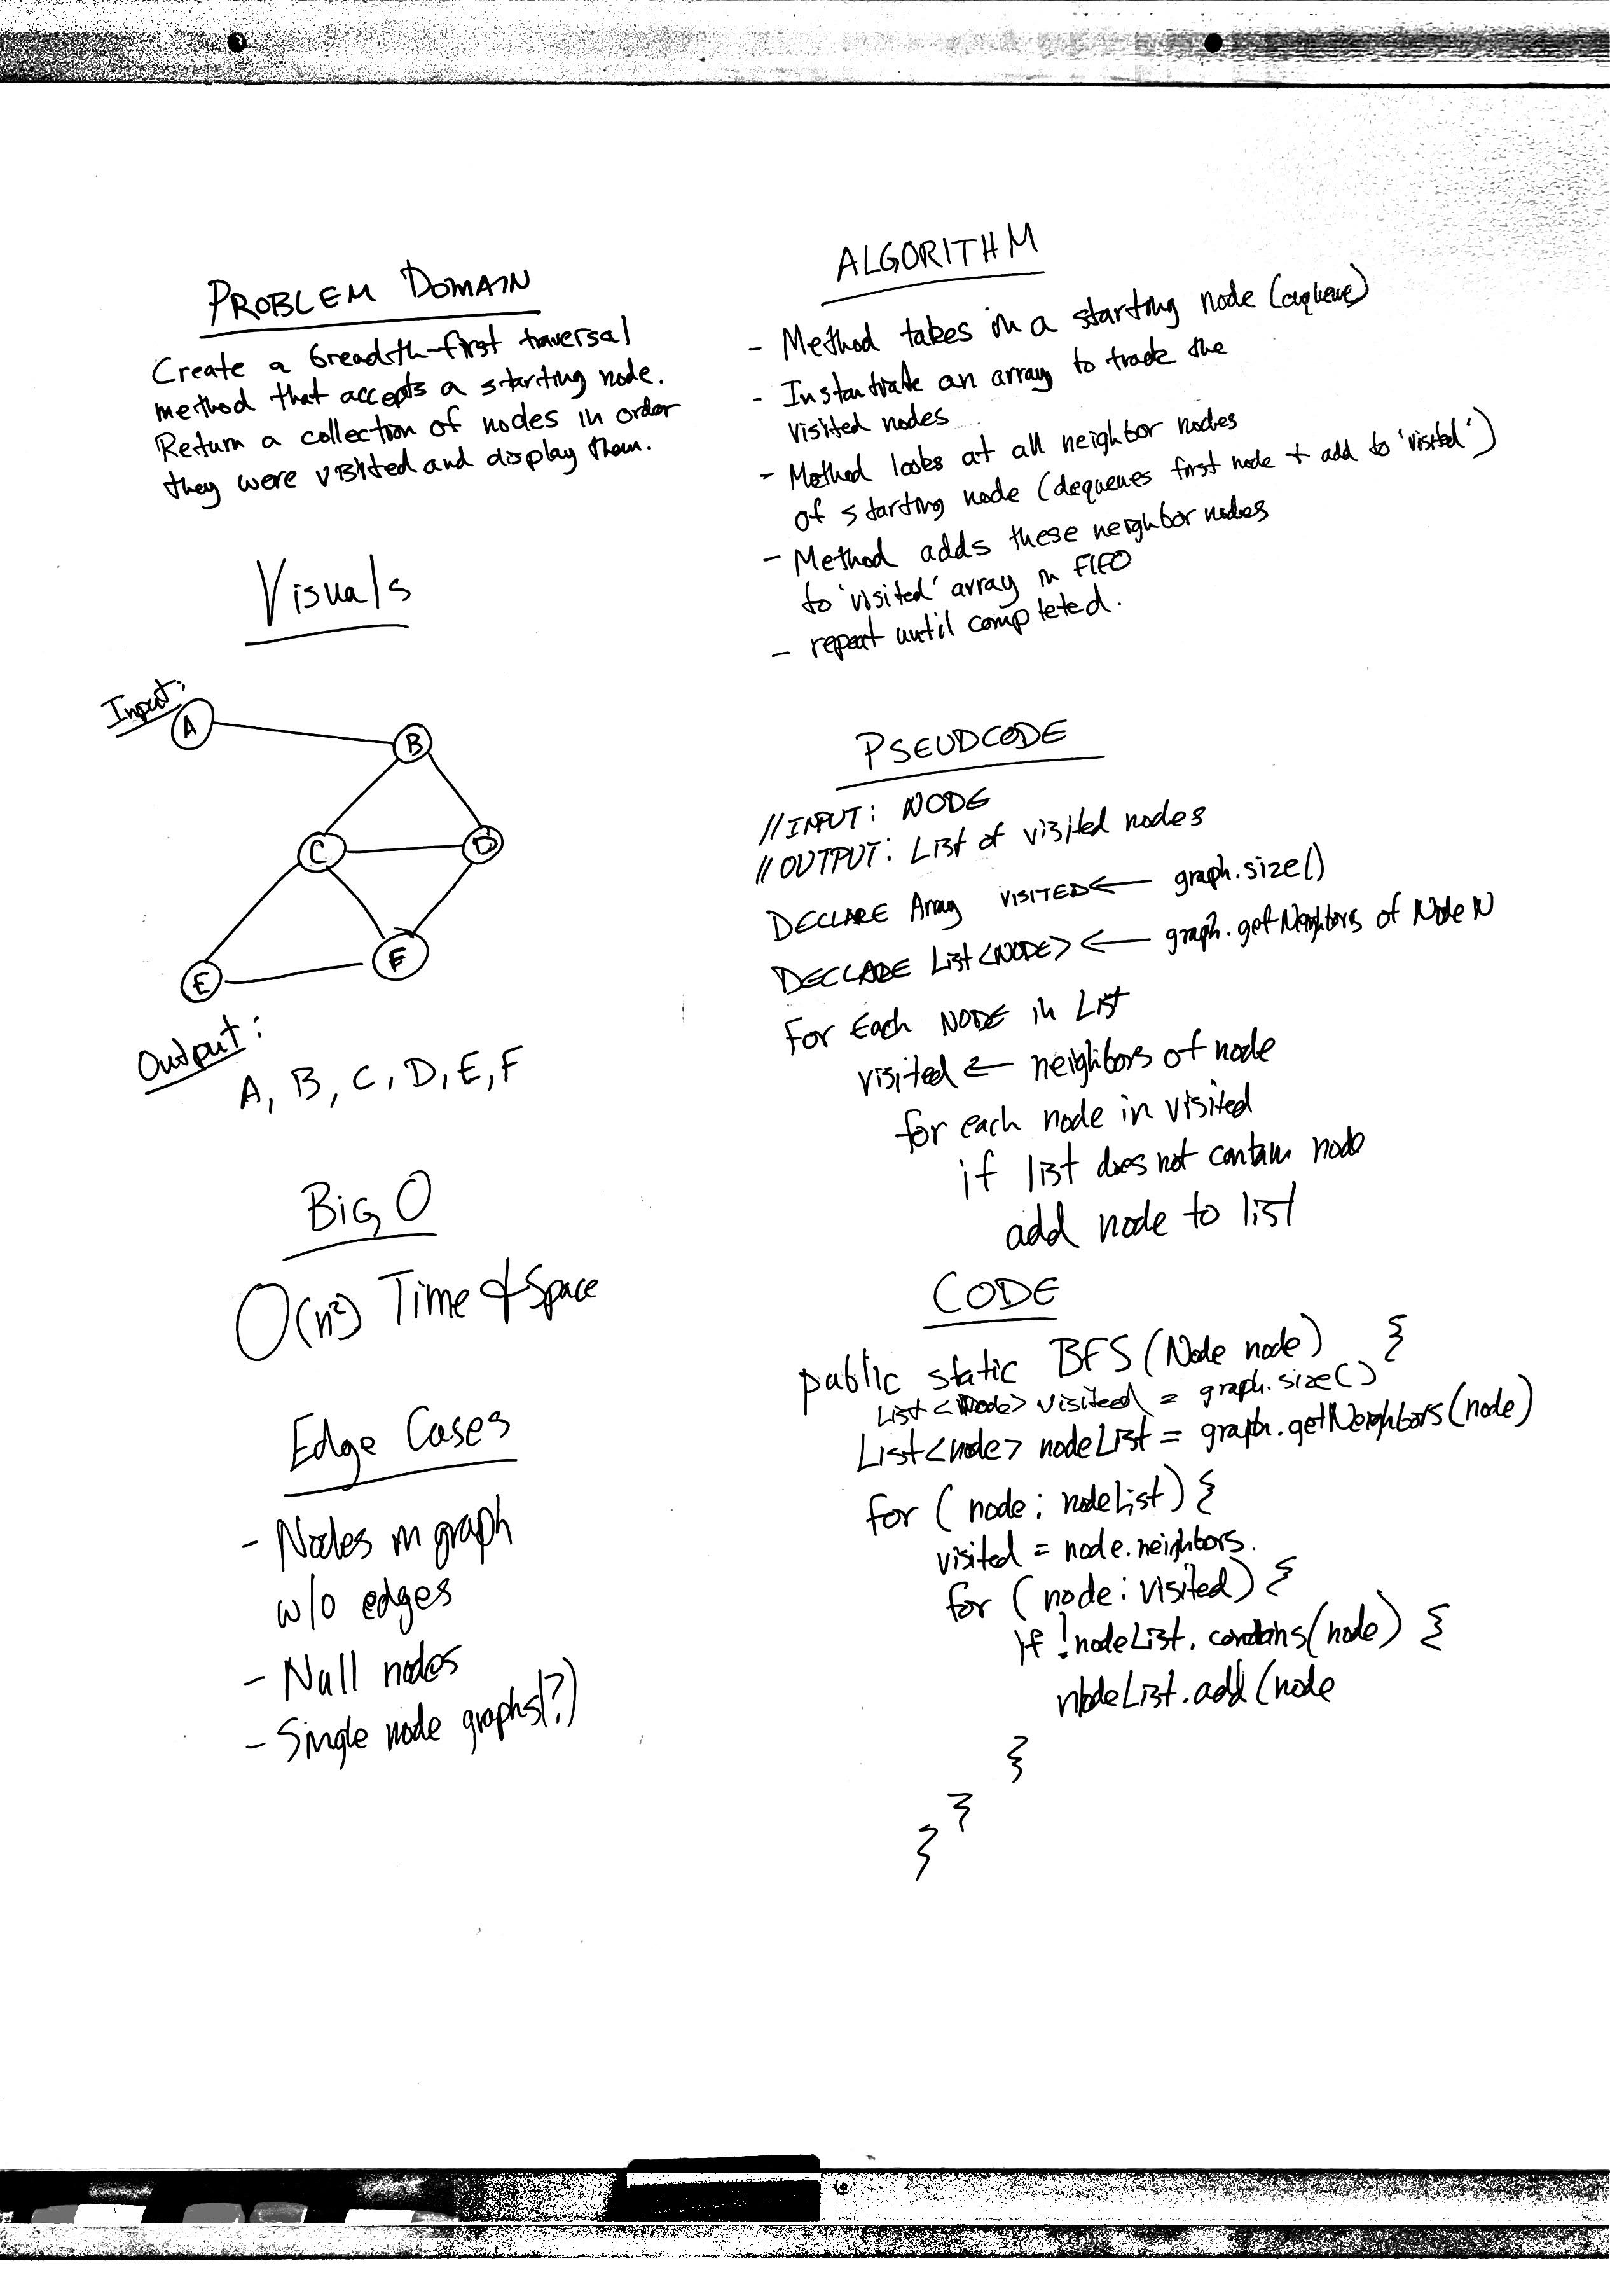 PROBLEM DOMAIN
Create a breadth-first traversal
method that accepts a starting node.
Return a collection of nodes in order
they were visited and display them.
Visuals
Input:
A
B
C
D
E
F
Output:
A, B, C, D, E, F
Big O
O(n²) Time & Space
Edge Cases
- Nodes in graph
w/o edges
- Null nodes
- Single node graphs(?)
ALGORITHM
- Method takes in a starting node
- Instantiate an array to track the
visited nodes
- Method looks at all neighbor nodes
of starting node (dequeues first node + add to 'visited')
- Method adds these neighbor nodes
to 'visited' array in FIFO
- repeat until completed.
PSEUDCODE
// INPUT: NODE
// OUTPUT: List of visited nodes
DECLARE Array VISITED ← graph.size()
DECLARE List<NODE> ← graph.getNeighbors of Node N
For Each NODE in List
visited ← neighbors of node
for each node in visited
if list does not contain node
add node to list
CODE
public static BFS (Node node) {
List<Node> visited = graph.size()
List<node> nodeList = graph.getNeighbors(node)
for (node: nodeList) {
visited = node.neighbors.
for (node: visited) {
if !nodeList.contains(node) {
nodeList.add(node
}
}
}